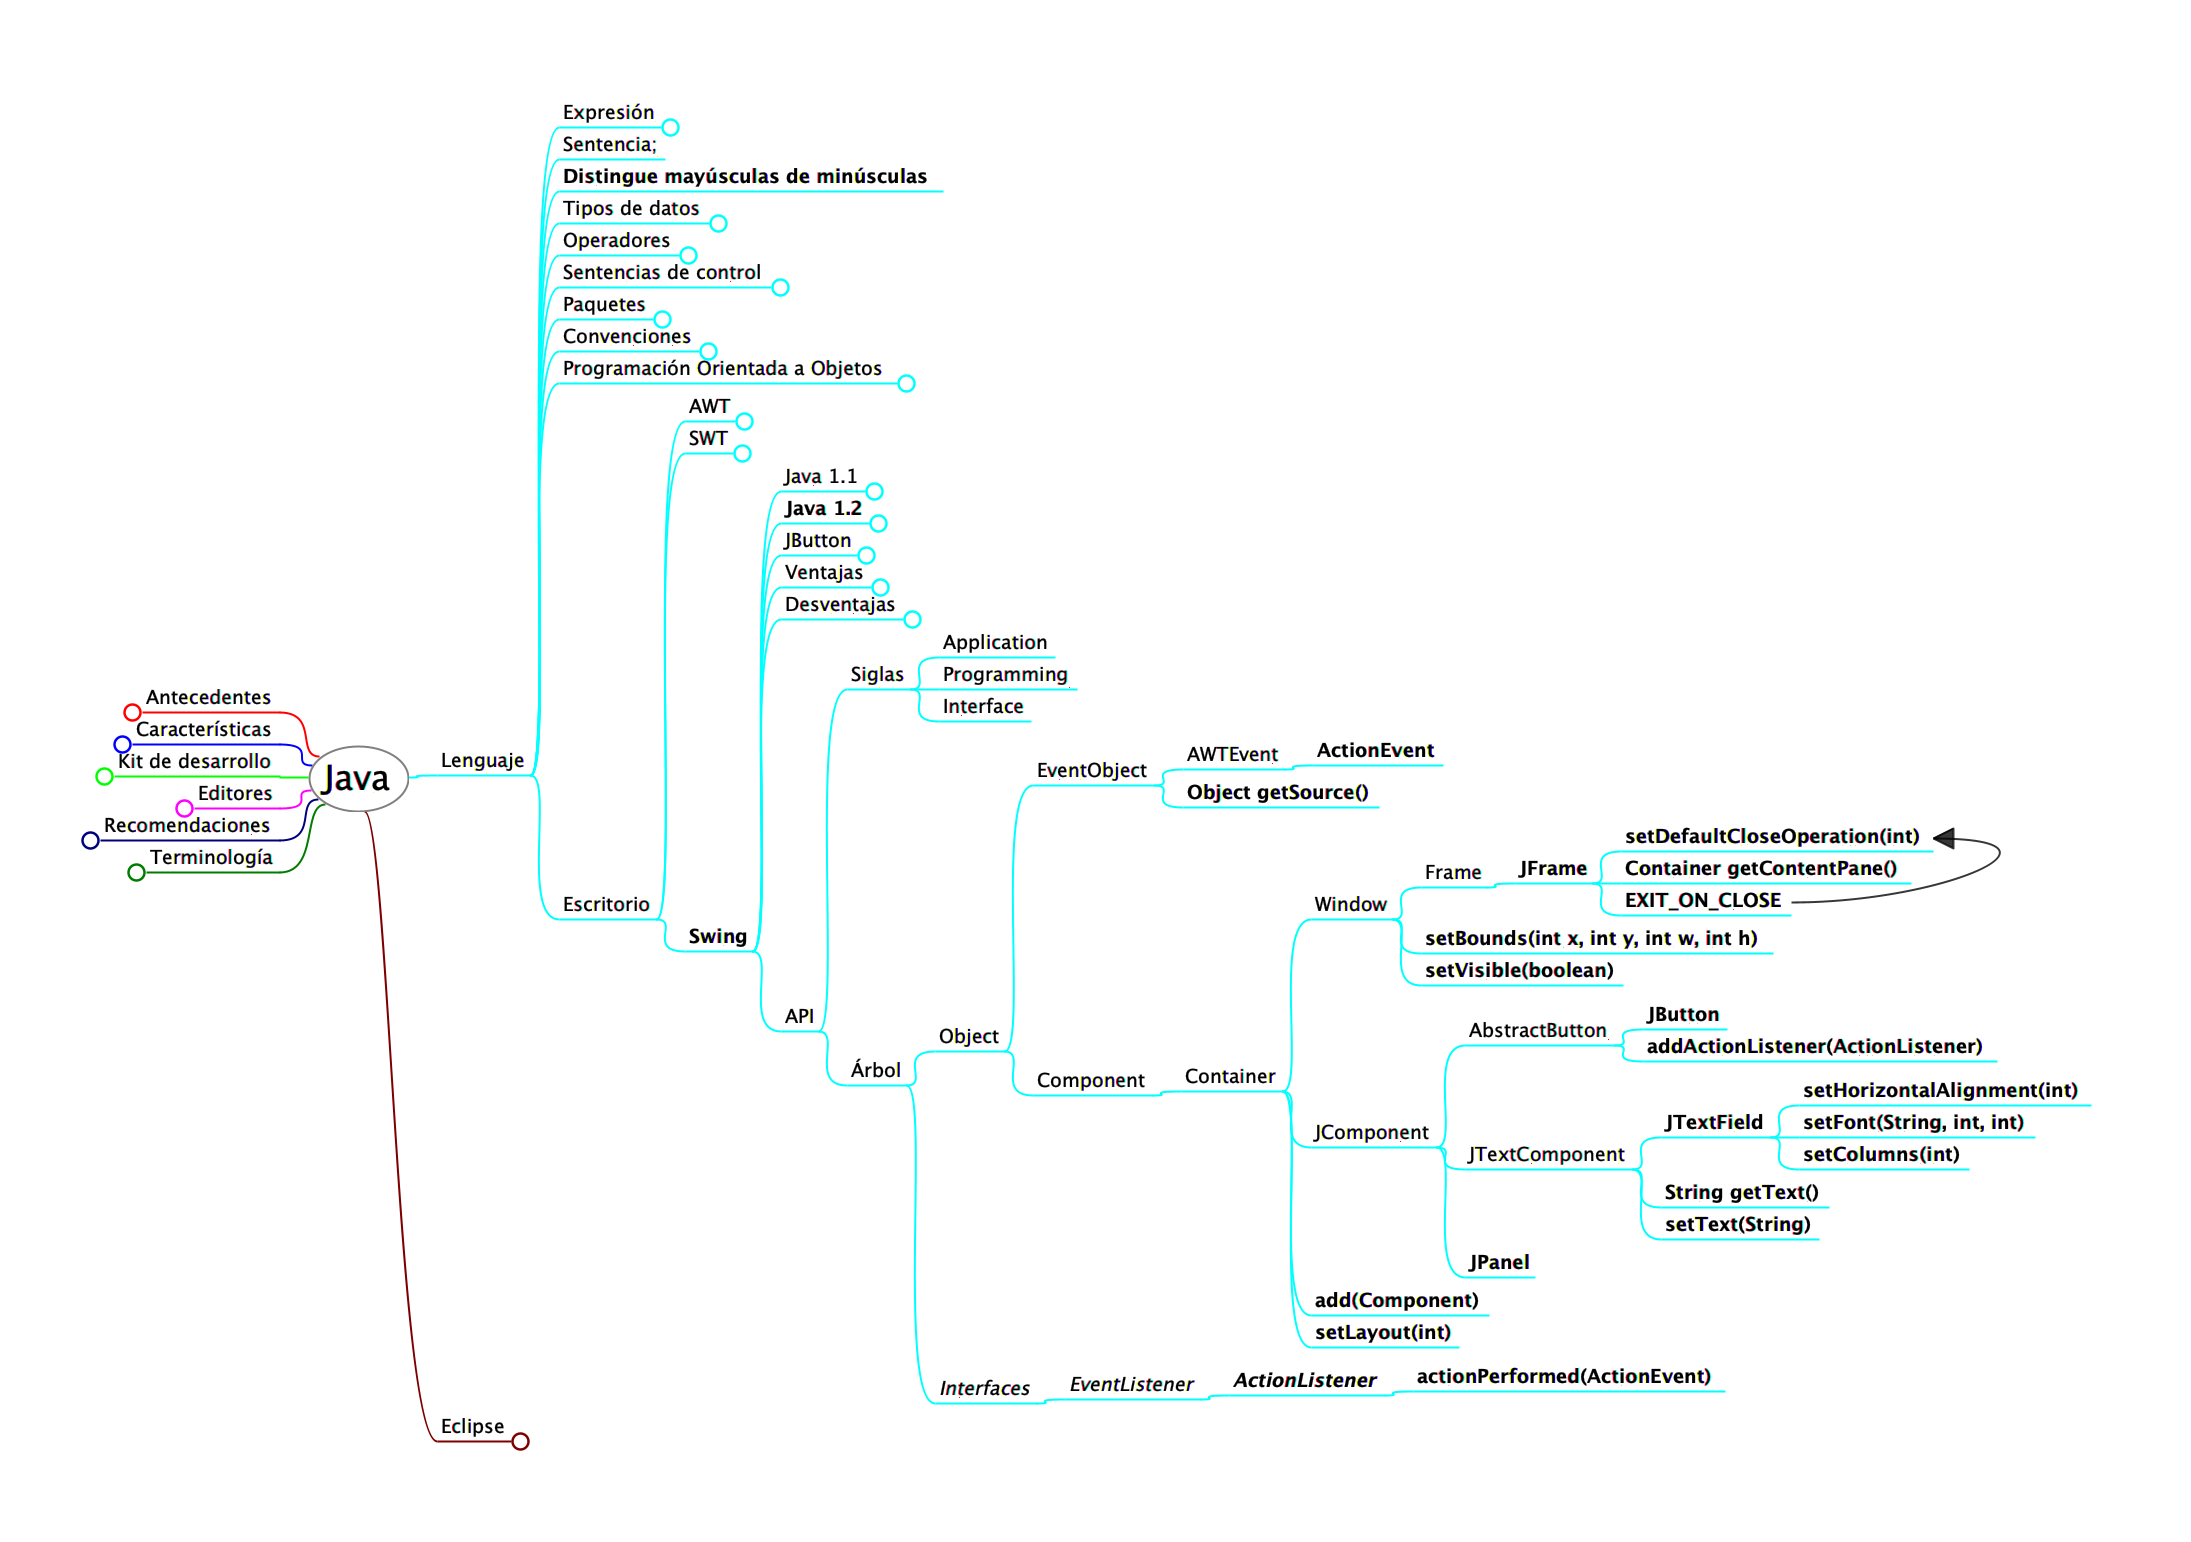 Java
Antecedentes
Características
Kit de desarrollo
Editores
Recomendaciones
Terminología
Lenguaje
Expresión
Sentencia;
Distingue mayúsculas de minúsculas
Tipos de datos
Operadores
Sentencias de control
Paquetes
Convenciones
Programación Orientada a Objetos
Escritorio
AWT
SWT
Swing
Java 1.1
Java 1.2
JButton
Ventajas
Desventajas
API
Siglas
Application
Programming
Interface
Árbol
Object
EventObject
AWTEvent
ActionEvent
Object getSource()
Component
Container
Window
Frame
JFrame
setDefaultCloseOperation(int)
Container getContentPane()
EXIT_ON_CLOSE
setBounds(int x, int y, int w, int h)
setVisible(boolean)
JComponent
AbstractButton
JButton
addActionListener(ActionListener)
JTextComponent
JTextField
setHorizontalAlignment(int)
setFont(String, int, int)
setColumns(int)
String getText()
setText(String)
JPanel
add(Component)
setLayout(int)
Interfaces
EventListener
ActionListener
actionPerformed(ActionEvent)
Eclipse